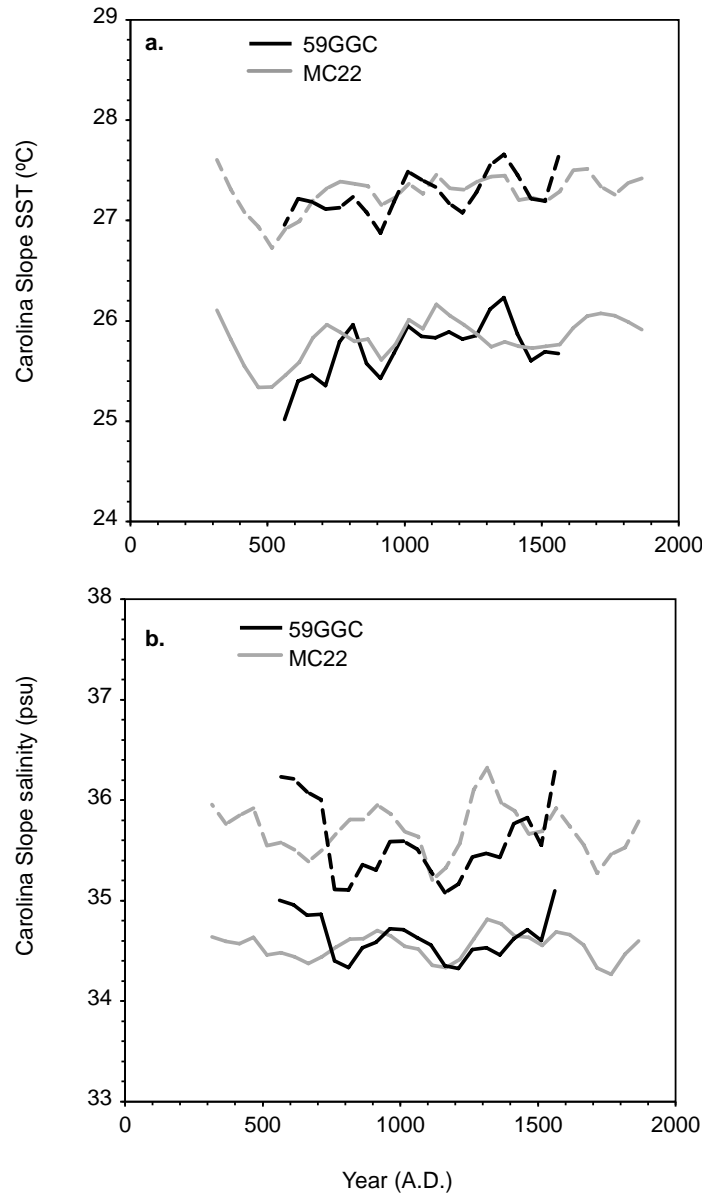 29
a.
59GGC
MC22
28
27
26
25
24
Carolina Slope SST (ºC)
0
500
1000
1500
2000
38
b.
59GGC
MC22
37
36
35
34
33
Carolina Slope salinity (psu)
0
500
1000
1500
2000
Year (A.D.)